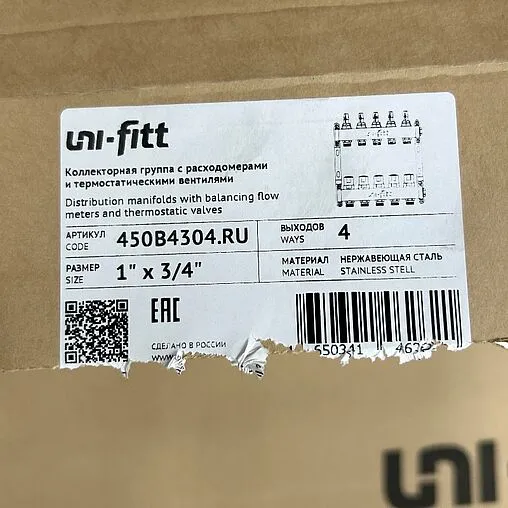 uni-fitt
Коллекторная группа с расходомерами
и термостатическими вентилями
Distribution manifolds with balancing flow
meters and thermostatic valves
АРТИКУЛ
CODE
450B4304.RU
ВЫХОДОВ
WAYS
4
РАЗМЕР
SIZE
1" x 3/4"
МАТЕРИАЛ
MATERIAL
НЕРЖАВЕЮЩАЯ СТАЛЬ
STAINLESS STELL
EAC
СДЕЛАНО В РОССИИ
650341
uni-